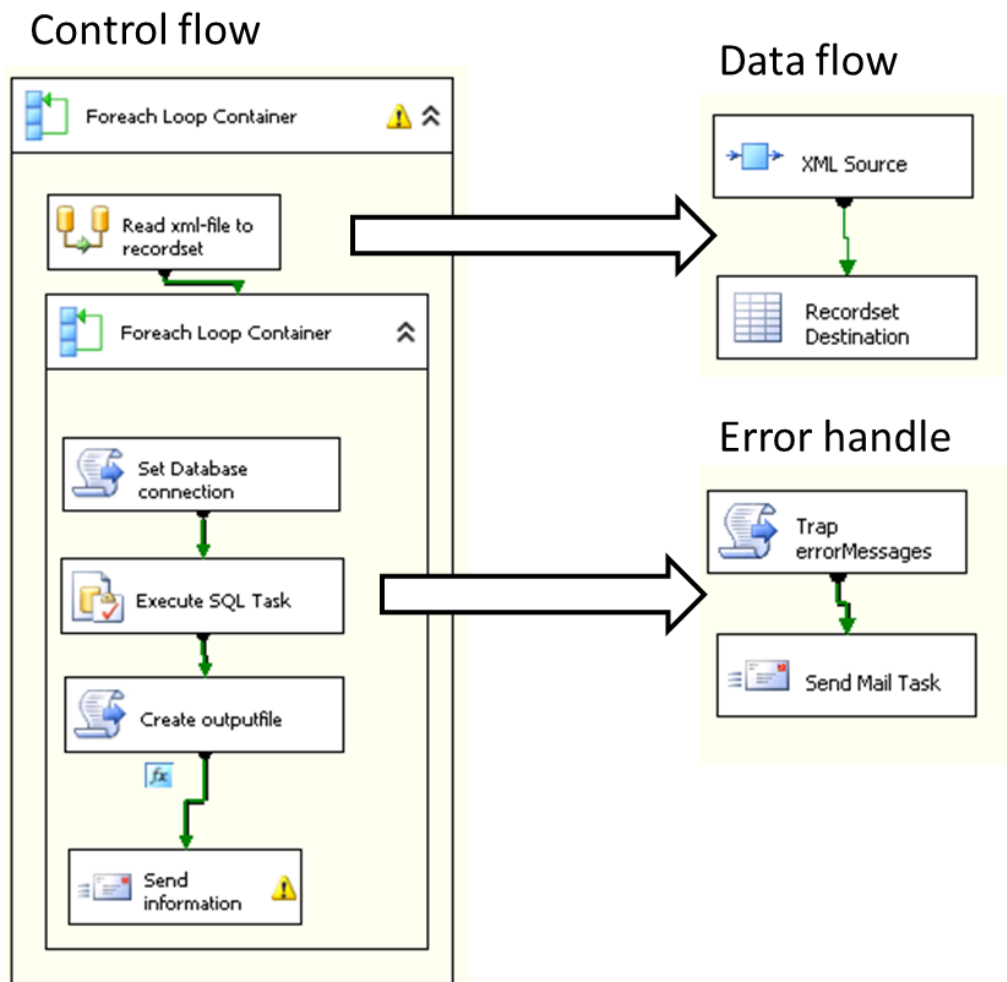 Control flow
Foreach Loop Container
Read xml-file to
recordset
Foreach Loop Container
Set Database
connection
Execute SQL Task
Create outputfile
fx
Send
information
Data flow
XML Source
Recordset
Destination
Error handle
Trap
errorMessages
Send Mail Task